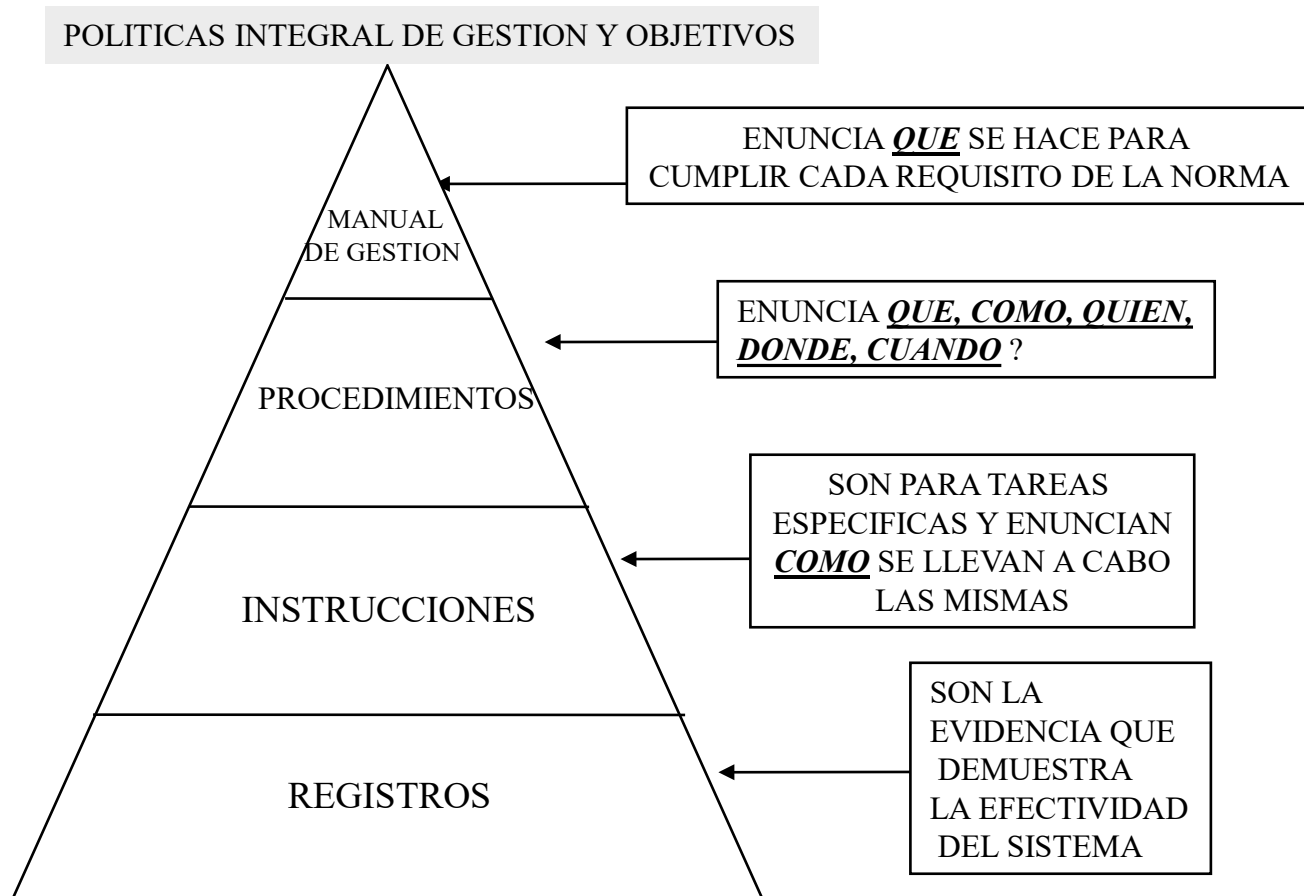 POLITICAS INTEGRAL DE GESTION Y OBJETIVOS
ENUNCIA QUE SE HACE PARA
CUMPLIR CADA REQUISITO DE LA NORMA
MANUAL
DE GESTION
ENUNCIA QUE, COMO, QUIEN,
DONDE, CUANDO ?
PROCEDIMIENTOS
SON PARA TAREAS
ESPECIFICAS Y ENUNCIAN
COMO SE LLEVAN A CABO
LAS MISMAS
INSTRUCCIONES
SON LA
EVIDENCIA QUE
DEMUESTRA
LA EFECTIVIDAD
DEL SISTEMA
REGISTROS